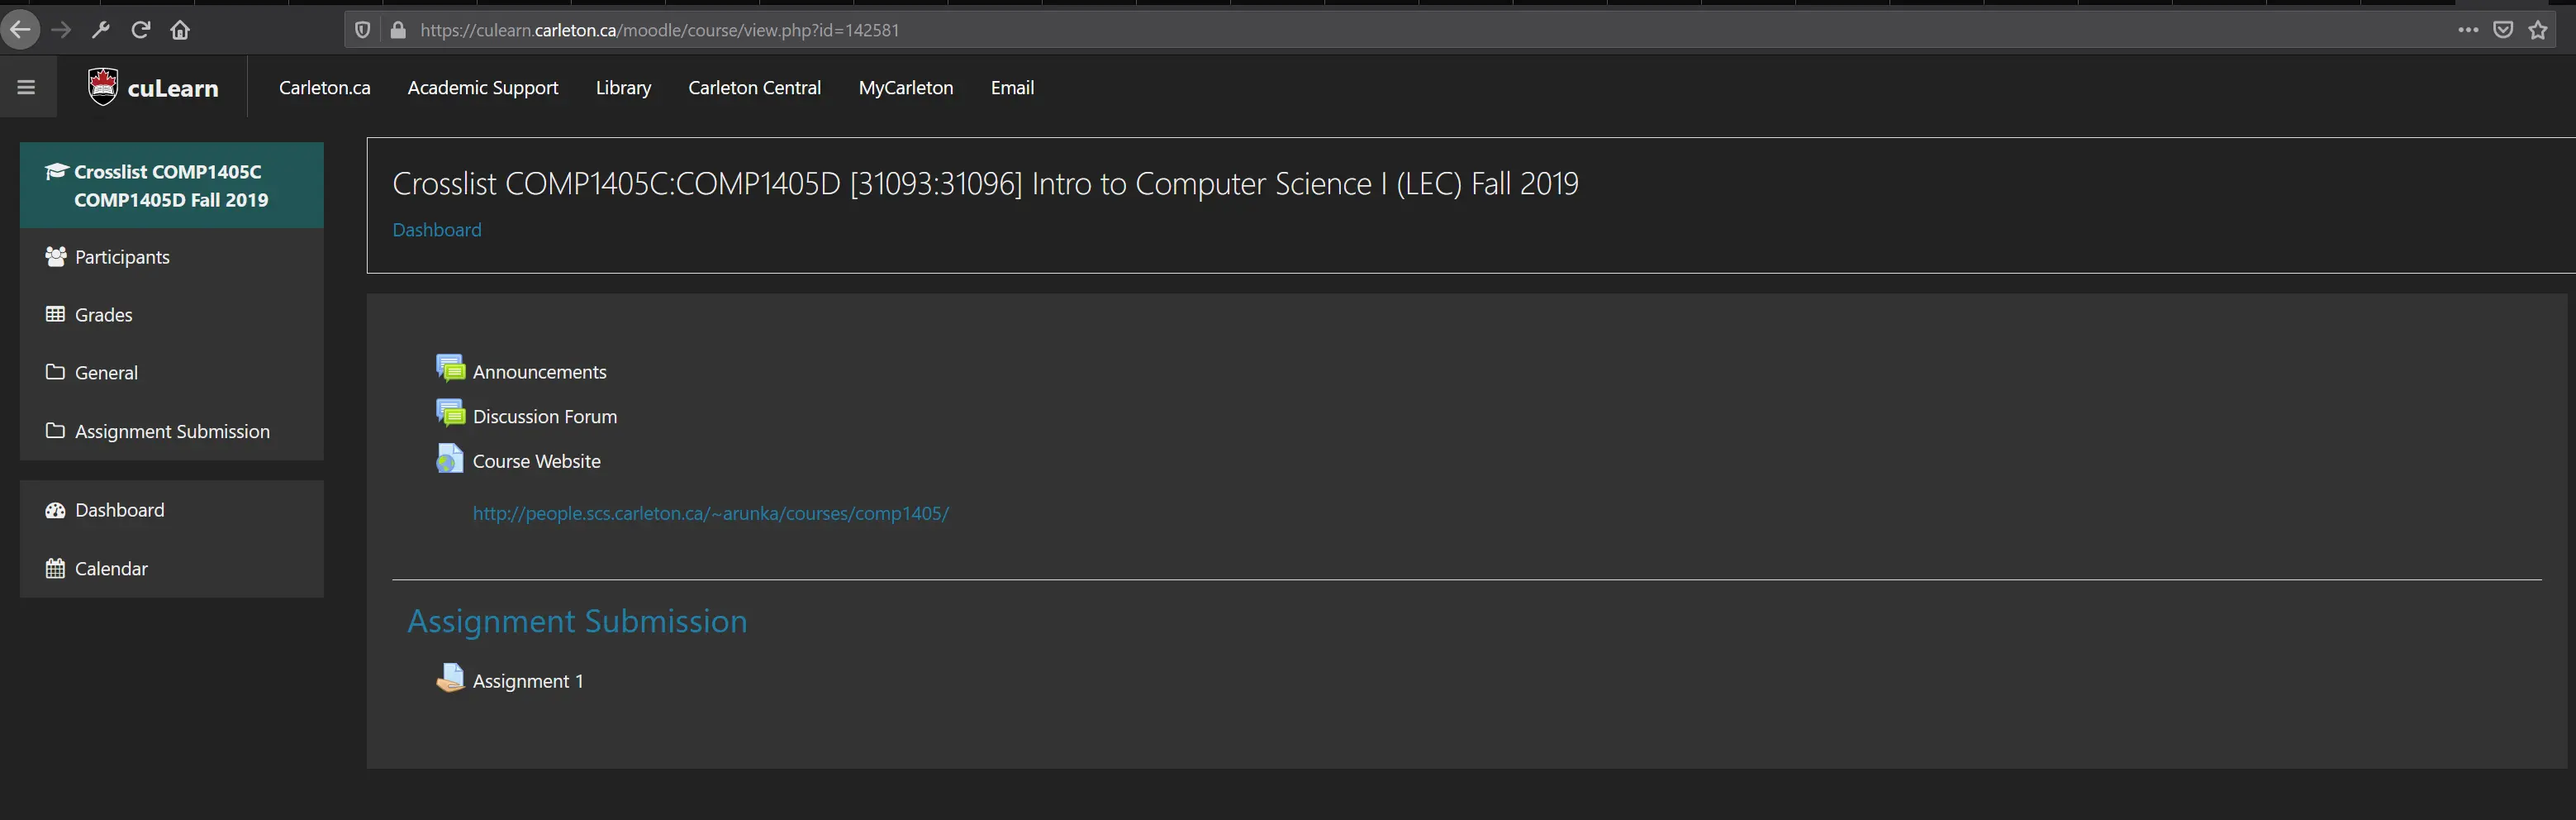 https://culearn.carleton.ca/moodle/course/view.php?id=142581
cuLearn
Carleton.ca Academic Support Library Carleton Central MyCarleton Email
Crosslist COMP1405C
COMP1405D Fall 2019
Participants
Grades
General
Assignment Submission
Dashboard
Calendar
Crosslist COMP1405C:COMP1405D [31093:31096] Intro to Computer Science I (LEC) Fall 2019
Dashboard
Announcements
Discussion Forum
Course Website
http://people.scs.carleton.ca/~arunka/courses/comp1405/
Assignment Submission
Assignment 1